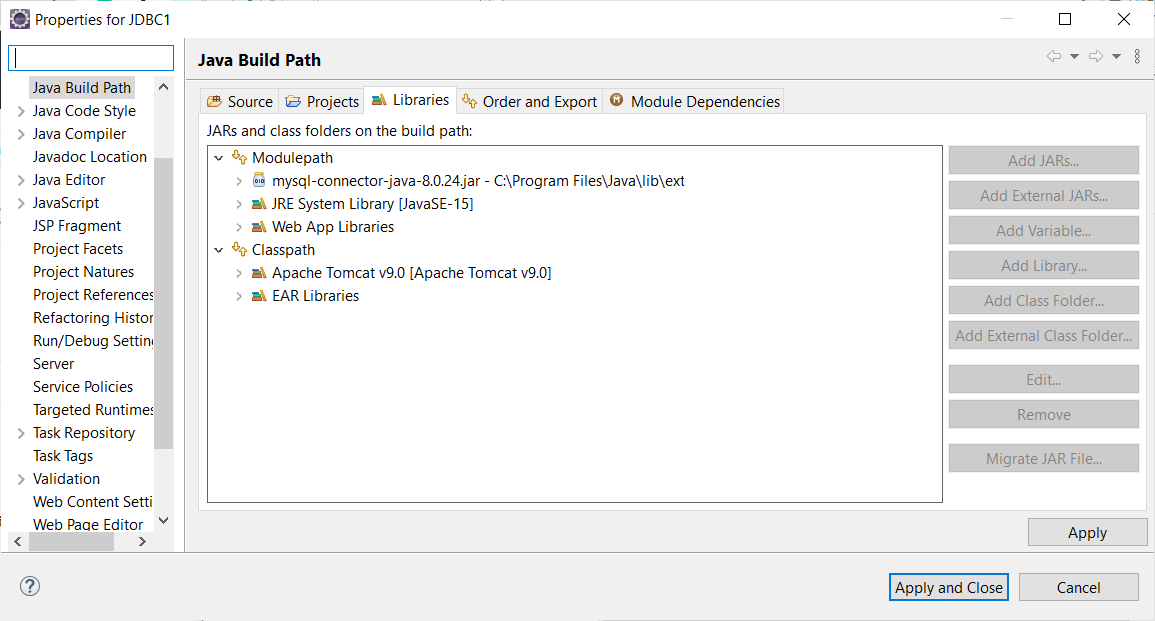 Properties for JDBC1
Java Build Path
Java Code Style
Java Compiler
Javadoc Location
Java Editor
JavaScript
JSP Fragment
Project Facets
Project Natures
Project References
Refactoring Histor
Run/Debug Setting
Server
Service Policies
Targeted Runtimes
Task Repository
Task Tags
Validation
Web Content Setti
Web Page Editor
Java Build Path
Source Projects Libraries Order and Export Module Dependencies
JARs and class folders on the build path:
Modulepath
mysql-connector-java-8.0.24.jar - C:\Program Files\Java\lib\ext
JRE System Library [JavaSE-15]
Web App Libraries
Classpath
Apache Tomcat v9.0 [Apache Tomcat v9.0]
EAR Libraries
Add JARs...
Add External JARs...
Add Variable...
Add Library...
Add Class Folder...
Add External Class Folder...
Edit...
Remove
Migrate JAR File...
Apply
Apply and Close Cancel